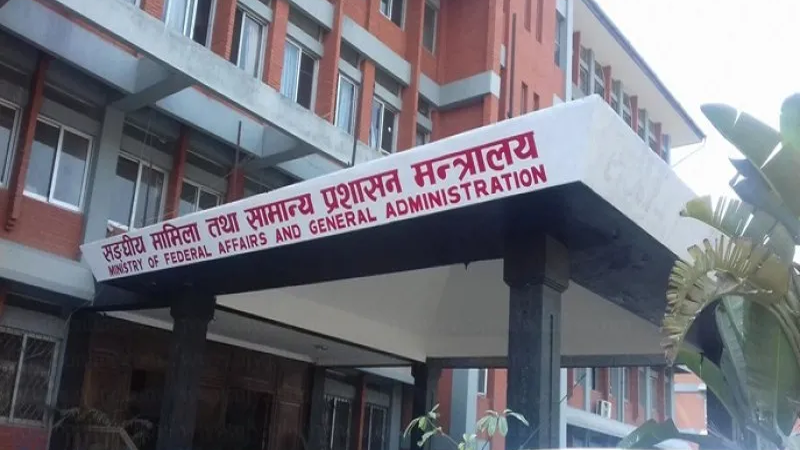 सङ्घीय मामिला तथा सामान्य प्रशासन मन्त्रालय
MINISTRY OF FEDERAL AFFAIRS AND GENERAL ADMINISTRATION